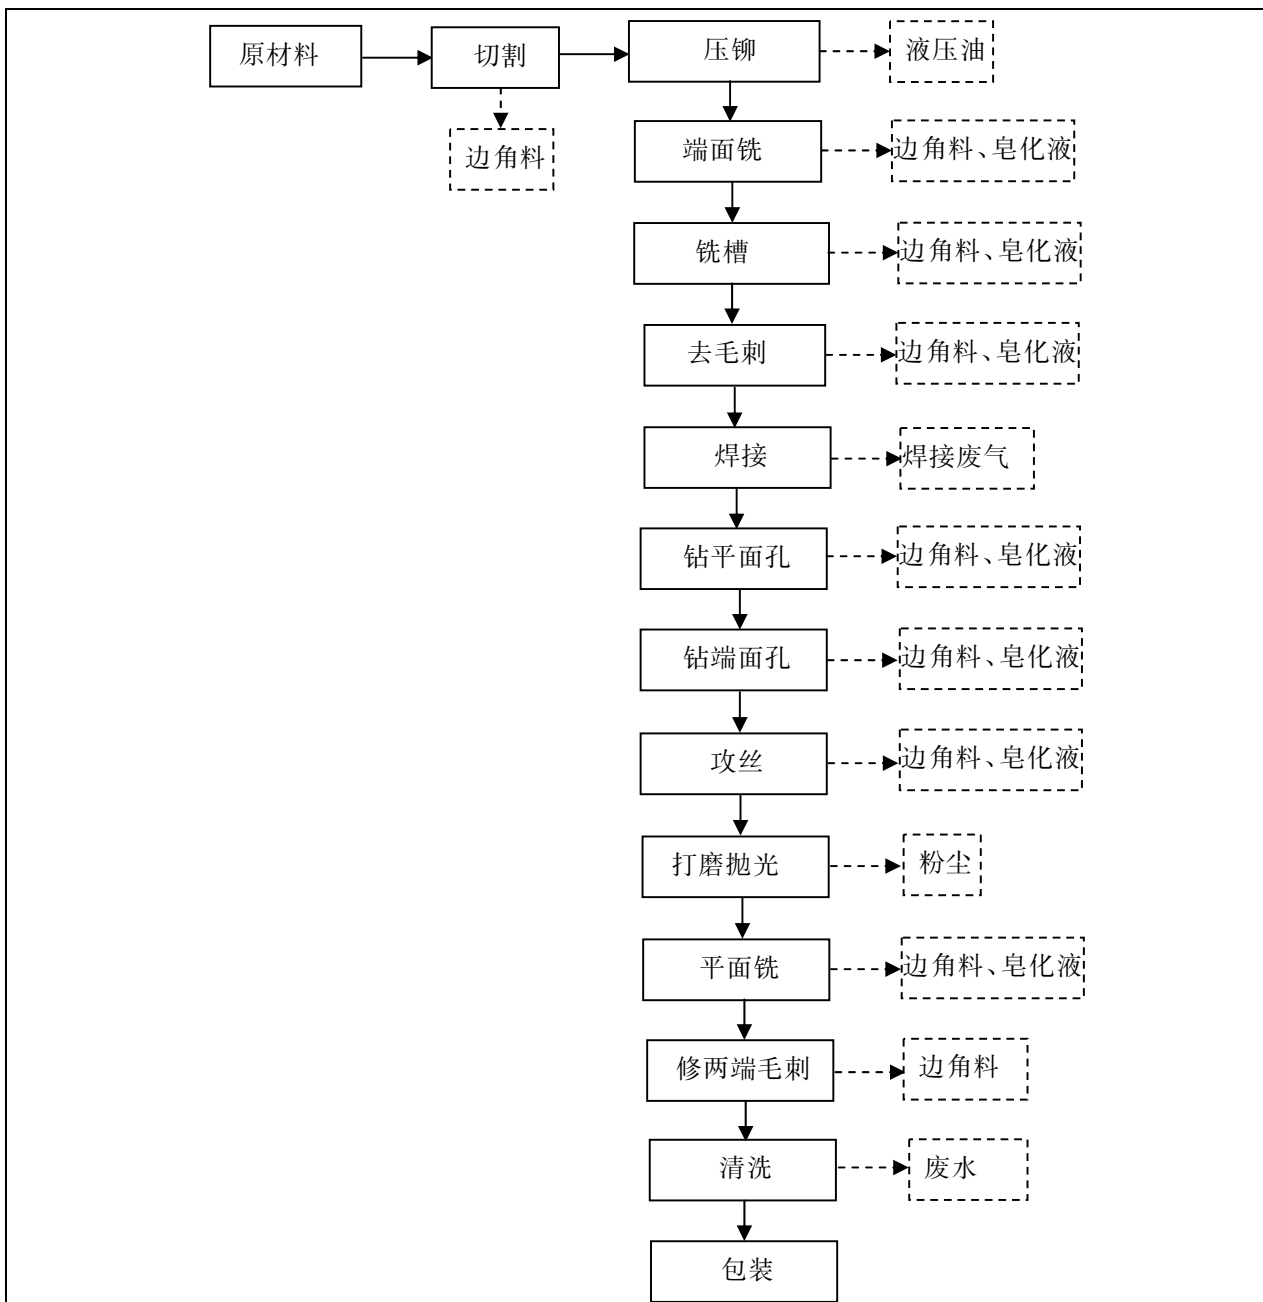 原材料
切割
压铆
液压油
边角料
端面铣
边角料、皂化液
铣槽
边角料、皂化液
去毛刺
边角料、皂化液
焊接
焊接废气
钻平面孔
边角料、皂化液
钻端面孔
边角料、皂化液
攻丝
边角料、皂化液
打磨抛光
粉尘
平面铣
边角料、皂化液
修两端毛刺
边角料
清洗
废水
包装